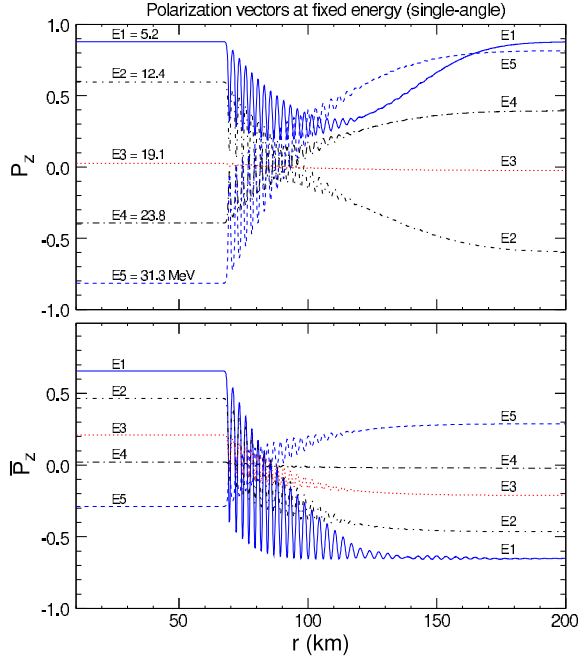 Polarization vectors at fixed energy (single-angle)
1.0
E1 = 5.2
E1
E5
E2 = 12.4
0.5
E4
Pz
E3 = 19.1
E3
0.0
E4 = 23.8
-0.5
E2
E5 = 31.3 MeV
-1.0
E1
E2
0.5
E3
E5
P̅z
E4
0.0
E4
E3
E5
-0.5
E2
E1
-1.0
50
100
150
200
r (km)